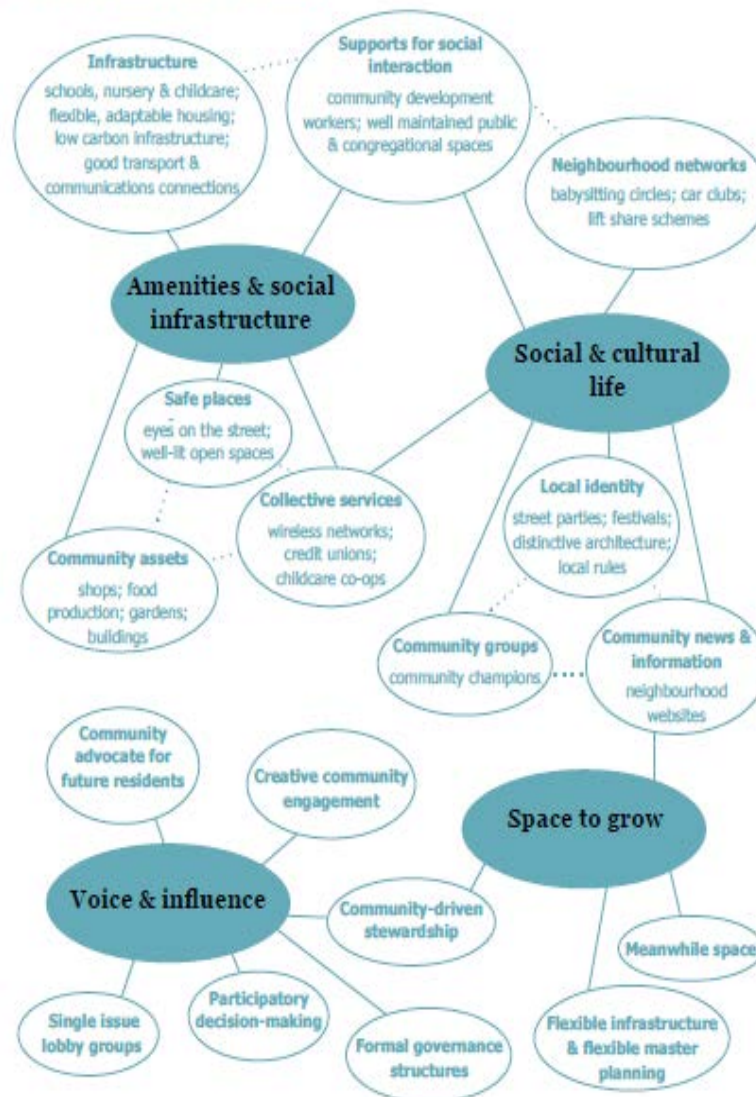 Infrastructure
schools, nursery & childcare;
flexible, adaptable housing;
low carbon infrastructure;
good transport &
communications connections
Supports for social
interaction
community development
workers; well maintained public
& congregational spaces
Neighbourhood networks
babysitting circles; car clubs;
lift share schemes
Amenities & social
infrastructure
Social & cultural
life
Safe places
eyes on the street;
well-lit open spaces
Collective services
wireless networks;
credit unions;
childcare co-ops
Community assets
shops; food
production; gardens;
buildings
Local identity
street parties; festivals;
distinctive architecture;
local rules
Community groups
community champions
Community news &
information
neighbourhood
websites
Community
advocate for
future residents
Creative community
engagement
Space to grow
Voice & influence
Community-driven
stewardship
Meanwhile space
Single issue
lobby groups
Participatory
decision-making
Formal governance
structures
Flexible infrastructure
& flexible master
planning